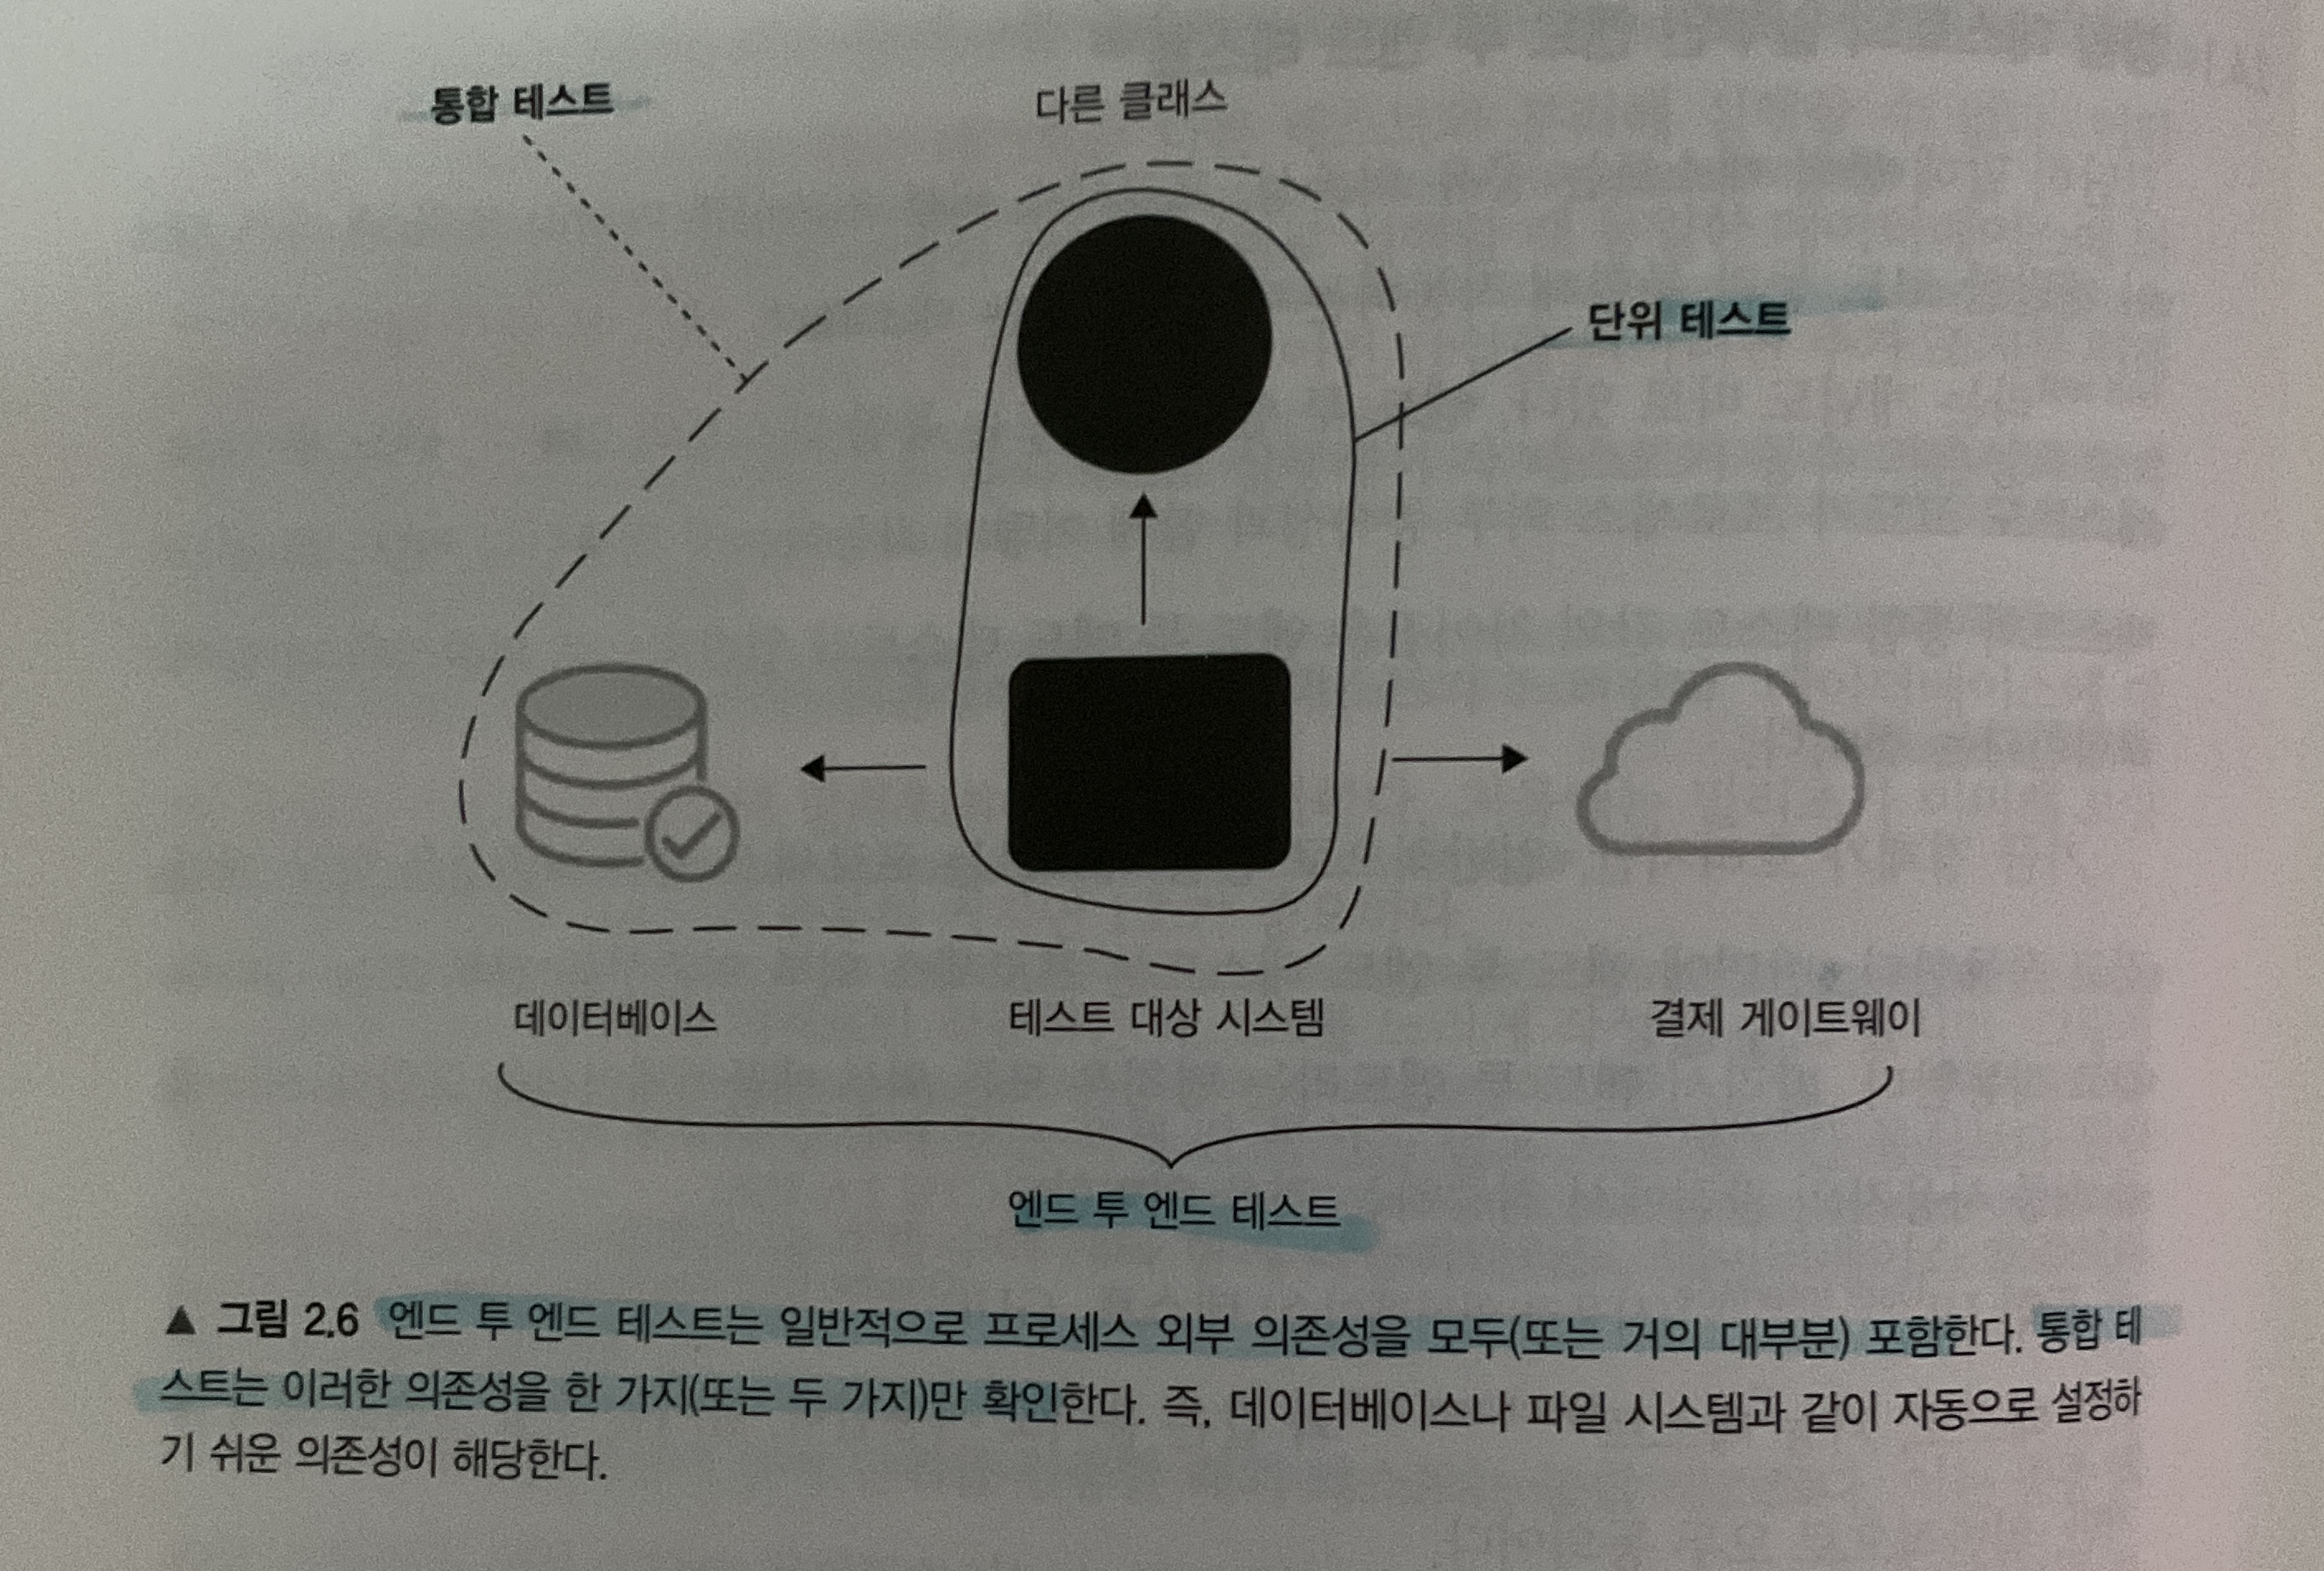 통합 테스트
다른 클래스
단위 테스트
데이터베이스
테스트 대상 시스템
결제 게이트웨이
엔드 투 엔드 테스트
▲ 그림 2.6 엔드 투 엔드 테스트는 일반적으로 프로세스 외부 의존성을 모두(또는 거의 대부분) 포함한다. 통합 테
스트는 이러한 의존성을 한 가지(또는 두 가지)만 확인한다. 즉, 데이터베이스나 파일 시스템과 같이 자동으로 설정하
기 쉬운 의존성이 해당한다.